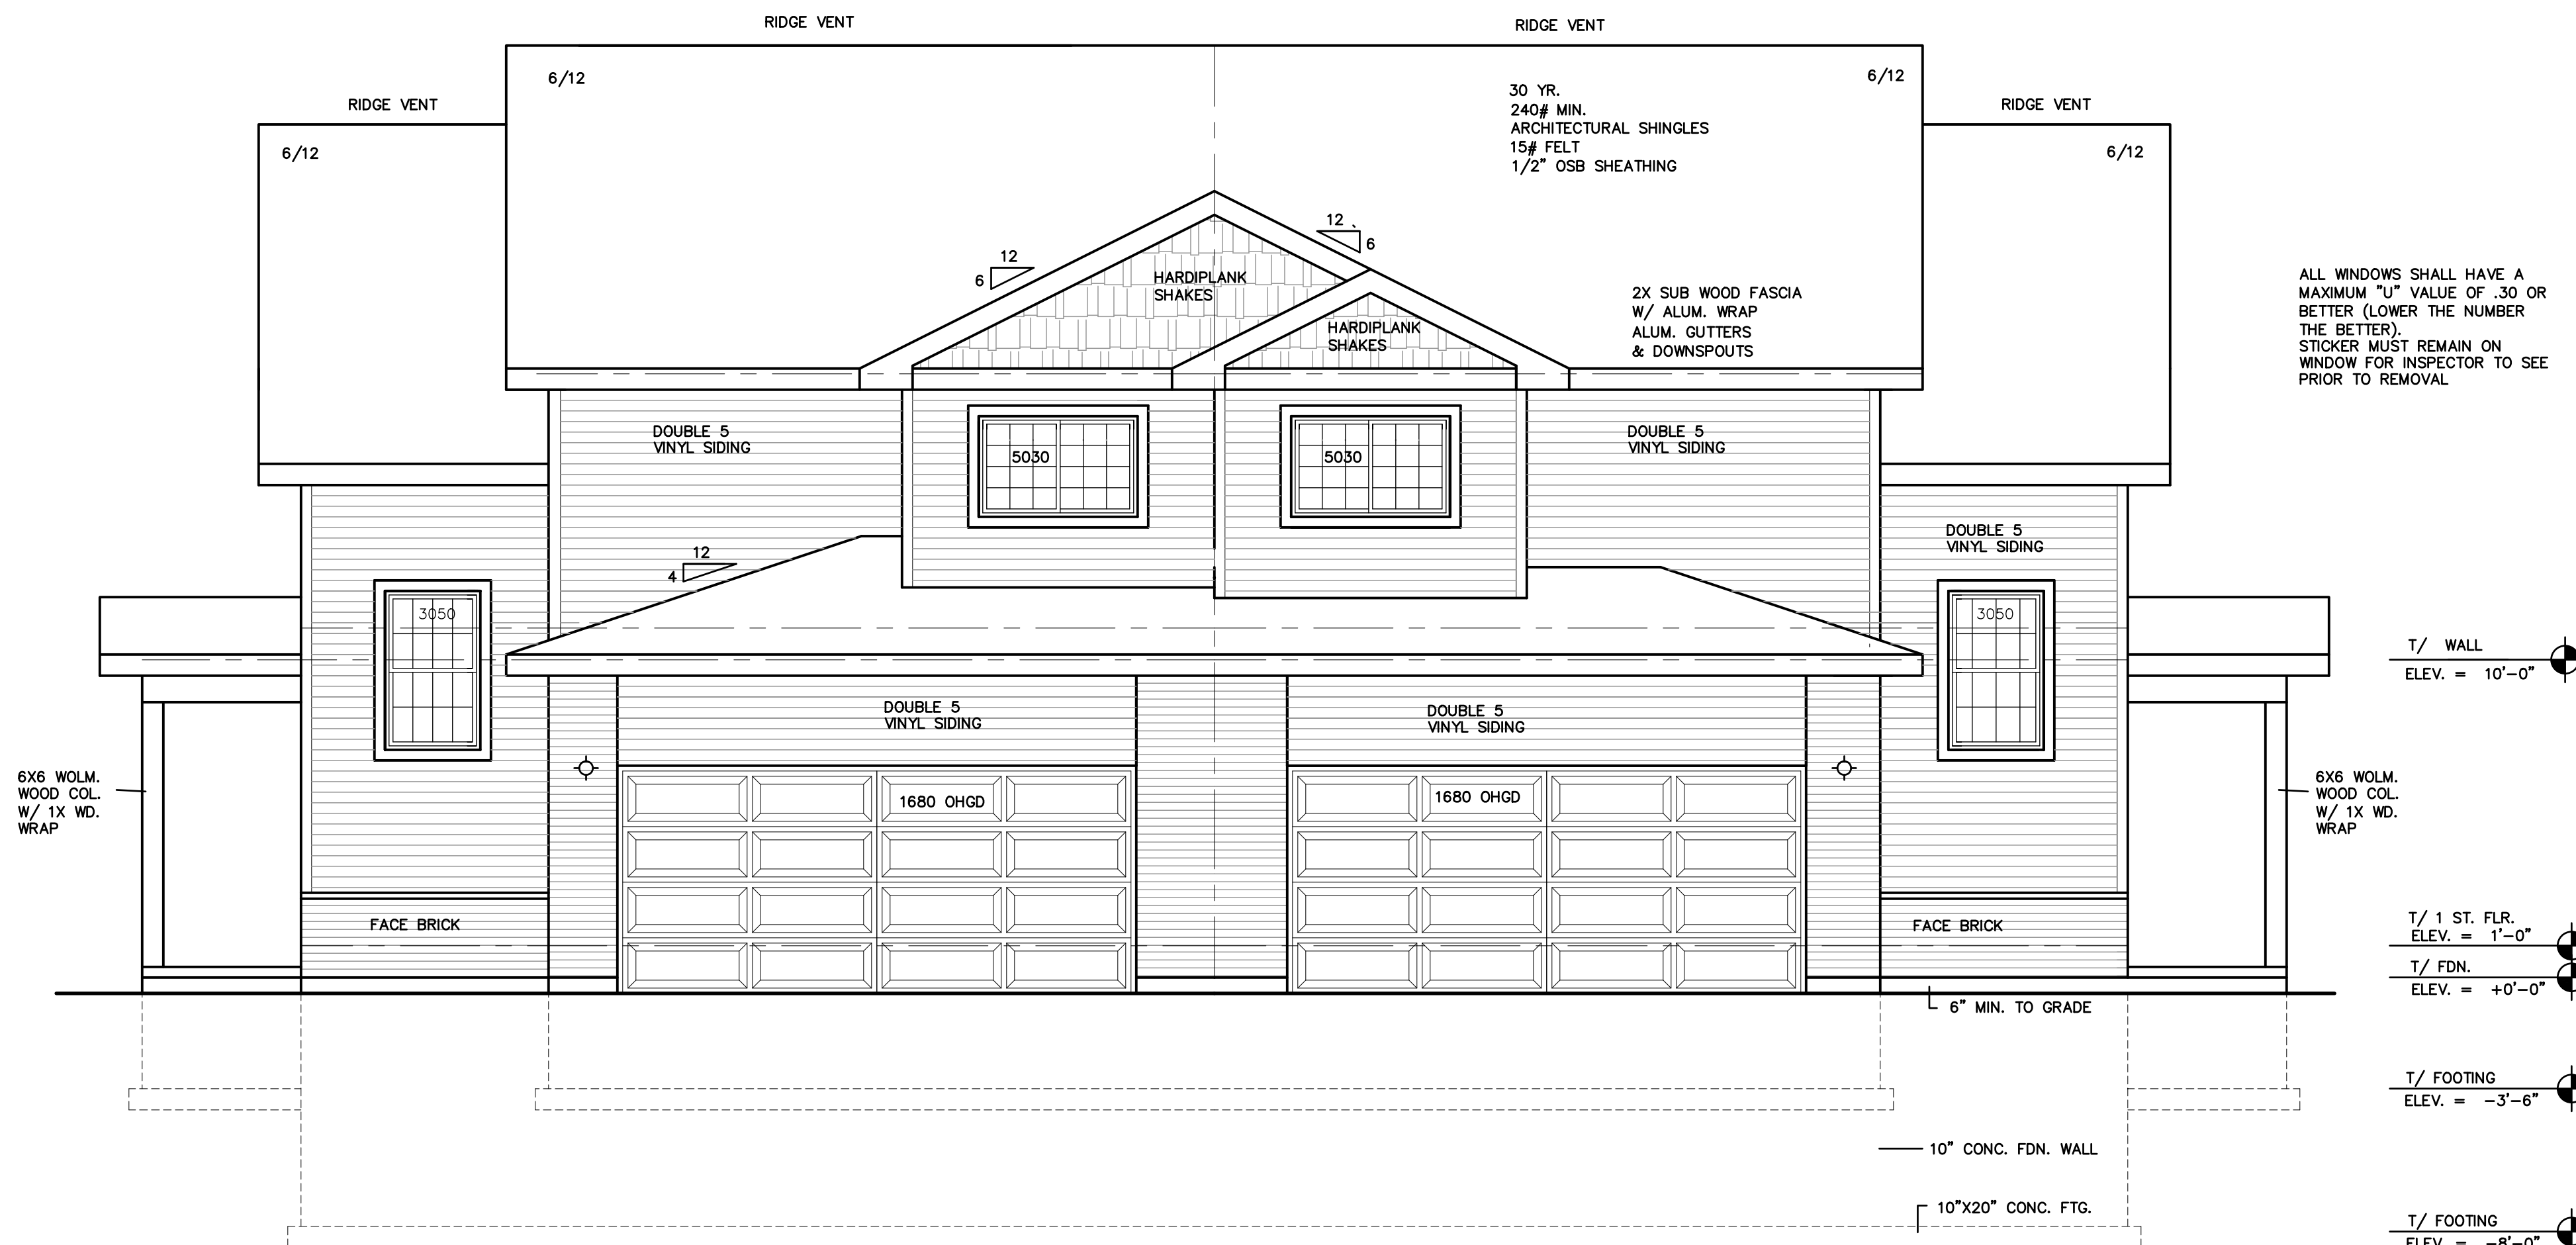 RIDGE VENT
RIDGE VENT
6/12
6/12
RIDGE VENT
RIDGE VENT
6/12
6/12
30 YR.
240# MIN.
ARCHITECTURAL SHINGLES
15# FELT
1/2" OSB SHEATHING
12
6
12
6
HARDIPLANK
SHAKES
HARDIPLANK
SHAKES
2X SUB WOOD FASCIA
W/ ALUM. WRAP
ALUM. GUTTERS
& DOWNSPOUTS
ALL WINDOWS SHALL HAVE A
MAXIMUM "U" VALUE OF .30 OR
BETTER (LOWER THE NUMBER
THE BETTER).
STICKER MUST REMAIN ON
WINDOW FOR INSPECTOR TO SEE
PRIOR TO REMOVAL
DOUBLE 5
VINYL SIDING
5030
5030
DOUBLE 5
VINYL SIDING
DOUBLE 5
VINYL SIDING
12
4
3050
3050
T/ WALL
ELEV. = 10'-0"
DOUBLE 5
VINYL SIDING
DOUBLE 5
VINYL SIDING
6X6 WOLM.
WOOD COL.
W/ 1X WD.
WRAP
1680 OHGD
1680 OHGD
6X6 WOLM.
WOOD COL.
W/ 1X WD.
WRAP
FACE BRICK
FACE BRICK
T/ 1 ST. FLR.
ELEV. = 1'-0"
T/ FDN.
ELEV. = +0'-0"
6" MIN. TO GRADE
T/ FOOTING
ELEV. = -3'-6"
10" CONC. FDN. WALL
10"X20" CONC. FTG.
T/ FOOTING
ELEV. = -8'-0"